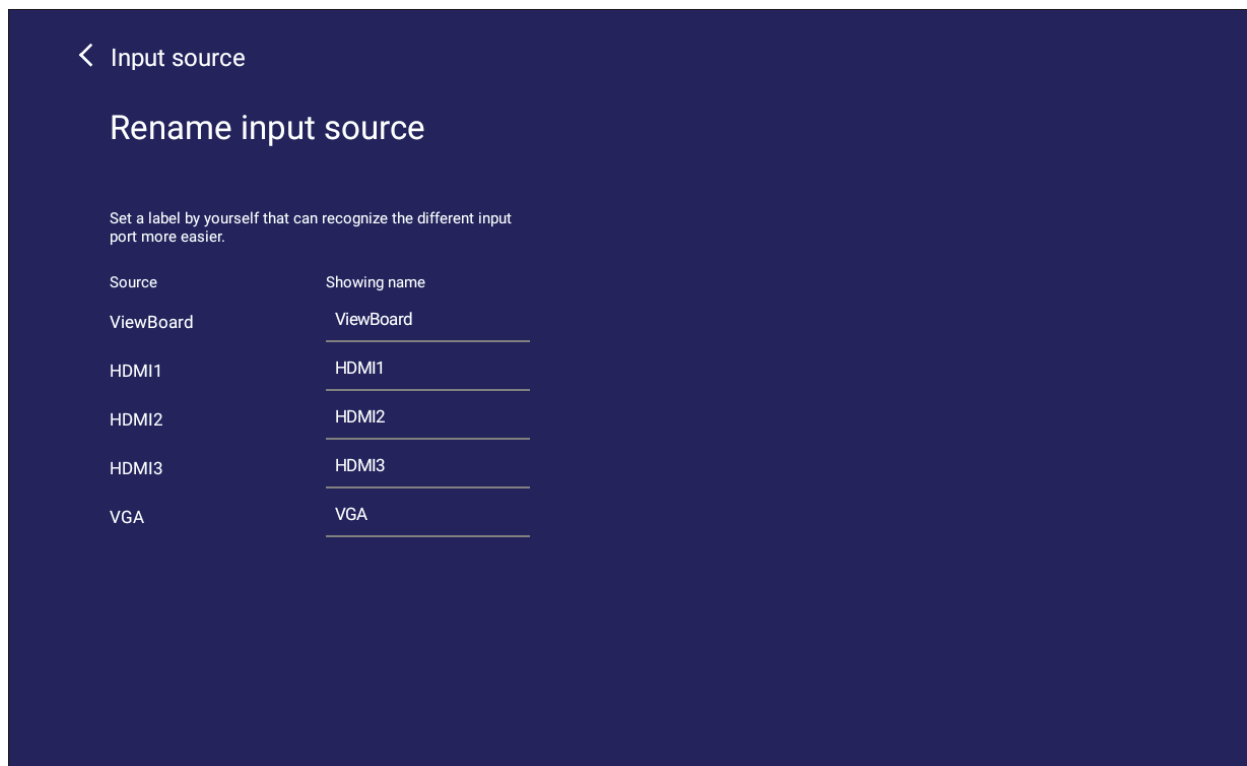 Input source
Rename input source
Set a label by yourself that can recognize the different input
port more easier.
Source Showing name
ViewBoard ViewBoard
HDMI1 HDMI1
HDMI2 HDMI2
HDMI3 HDMI3
VGA VGA